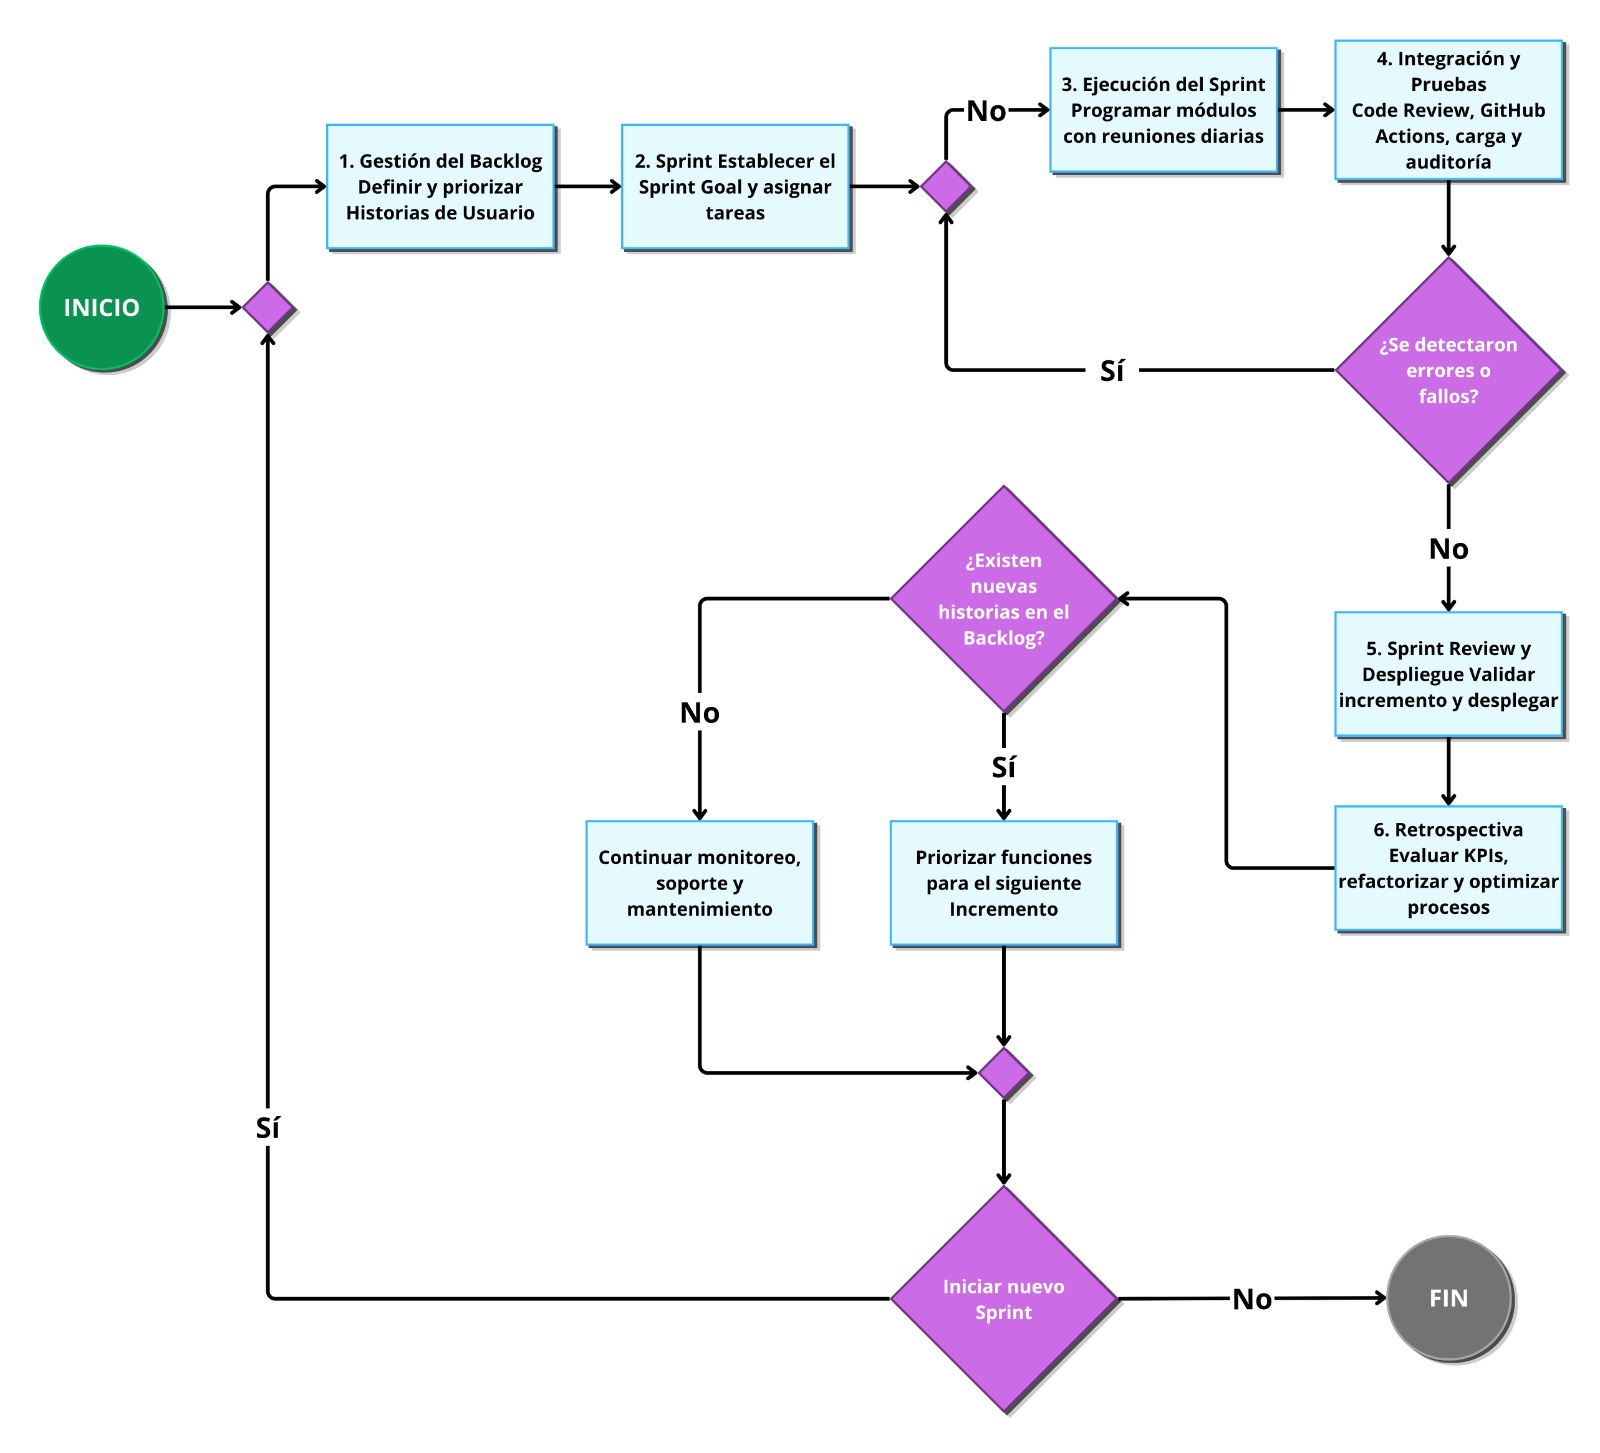 INICIO
1. Gestión del Backlog
Definir y priorizar
Historias de Usuario
2. Sprint Establecer el
Sprint Goal y asignar
tareas
No
3. Ejecución del Sprint
Programar módulos
con reuniones diarias
4. Integración y
Pruebas
Code Review, GitHub
Actions, carga y
auditoría
¿Se detectaron
errores o
fallos?
Sí
No
5. Sprint Review y
Despliegue Validar
incremento y desplegar
6. Retrospectiva
Evaluar KPIs,
refactorizar y optimizar
procesos
¿Existen
nuevas
historias en el
Backlog?
No
Sí
Continuar monitoreo,
soporte y
mantenimiento
Priorizar funciones
para el siguiente
Incremento
Iniciar nuevo
Sprint
Sí
No
FIN